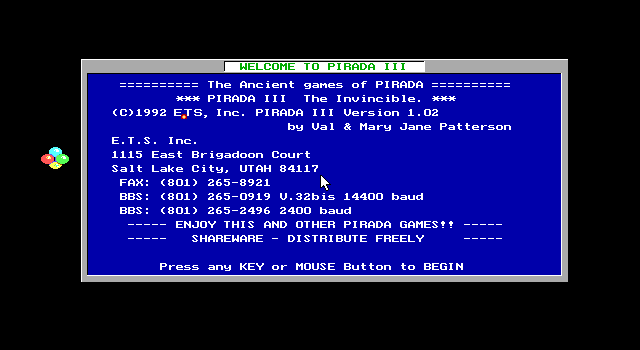 WELCOME TO PIRADA III
========== The Ancient games of PIRADA ==========
*** PIRADA III  The Invincible. ***
(C)1992 ETS, Inc. PIRADA III Version 1.02
by Val & Mary Jane Patterson
E.T.S. Inc.
1115 East Brigadoon Court
Salt Lake City, UTAH 84117
FAX: (801) 265-8921
BBS: (801) 265-0919 V.32bis 14400 baud
BBS: (801) 265-2496 2400 baud
----- ENJOY THIS AND OTHER PIRADA GAMES!! -----
-----   SHAREWARE - DISTRIBUTE FREELY     -----
Press any KEY or MOUSE Button to BEGIN